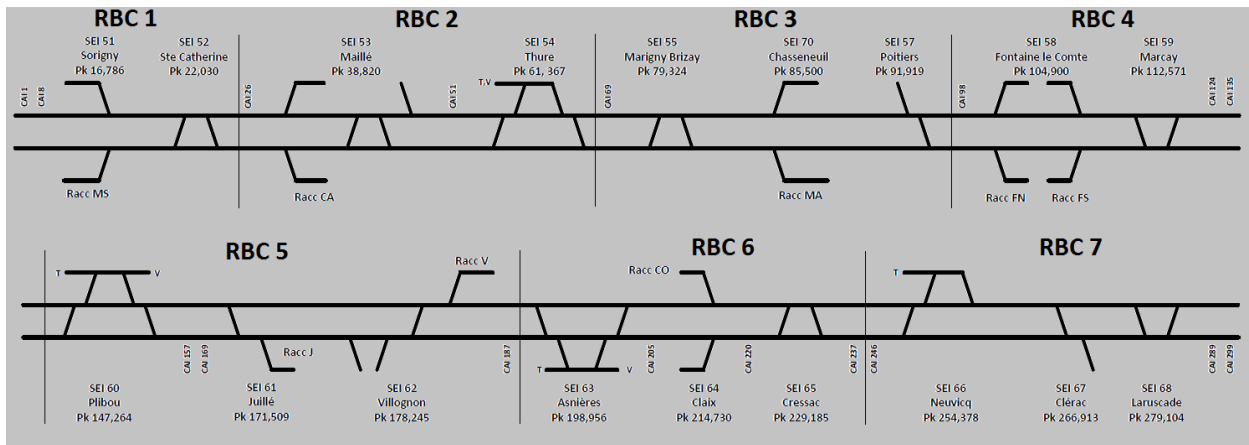 RBC 1
RBC 2
RBC 3
RBC 4
SEI 51
Sorigny
Pk 16,786
SEI 52
Ste Catherine
Pk 22,030
SEI 53
Maillé
Pk 38,820
SEI 54
Thure
Pk 61, 367
SEI 55
Marigny Brizay
Pk 79,324
SEI 70
Chasseneuil
Pk 85,500
SEI 57
Poitiers
Pk 91,919
SEI 58
Fontaine le Comte
Pk 104,900
SEI 59
Marcay
Pk 112,571
CAI 1
CAI 8
CAI 26
CAI 51
T.V
CAI 69
CAI 98
CAI 124
CAI 135
Racc MS
Racc CA
Racc MA
Racc FN
Racc FS
RBC 5
RBC 6
RBC 7
T
V
Racc V
Racc CO
T
Racc J
CAI 157
CAI 169
CAI 187
T
V
CAI 205
CAI 220
CAI 237
CAI 246
CAI 289
CAI 299
SEI 60
Plibou
Pk 147,264
SEI 61
Juillé
Pk 171,509
SEI 62
Villognon
Pk 178,245
SEI 63
Asnières
Pk 198,956
SEI 64
Claix
Pk 214,730
SEI 65
Cressac
Pk 229,185
SEI 66
Neuvicq
Pk 254,378
SEI 67
Clérac
Pk 266,913
SEI 68
Laruscade
Pk 279,104